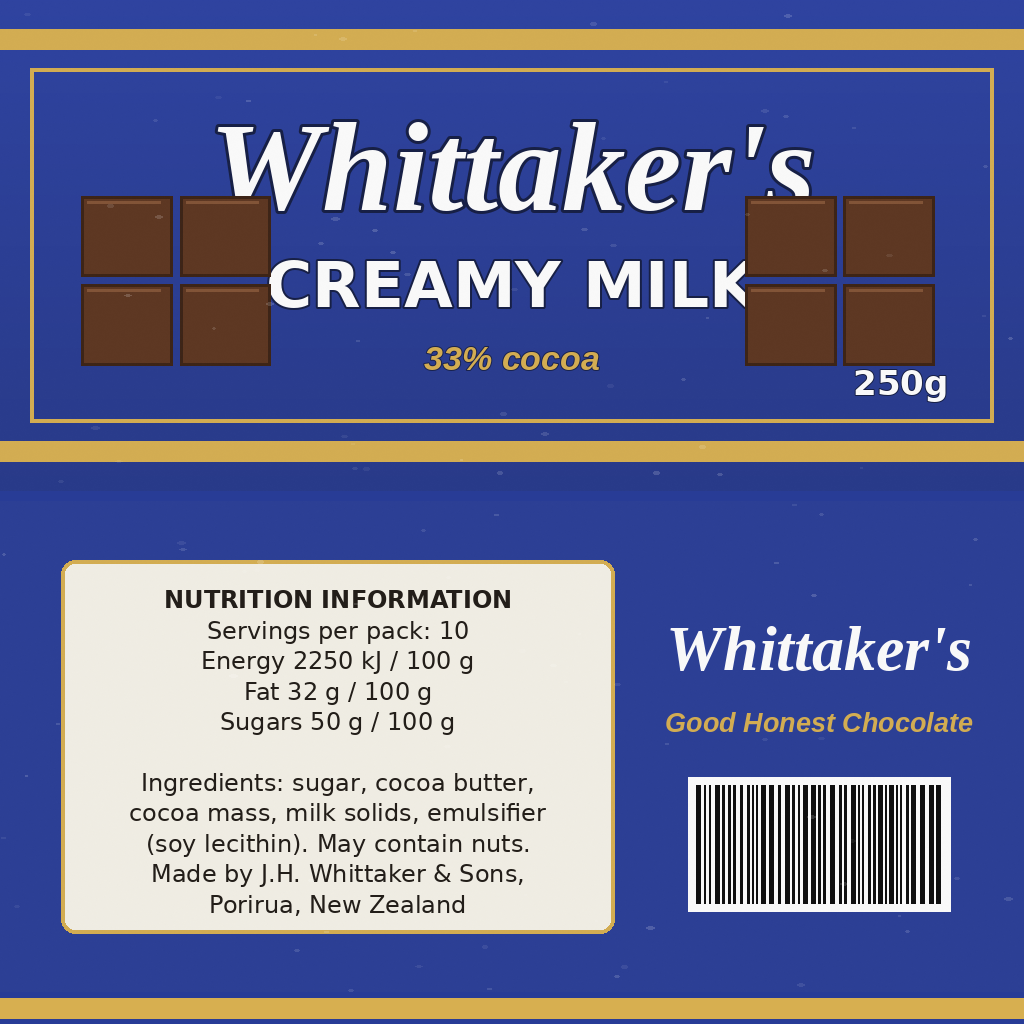 Whittaker's
CREAMY MILK
33% cocoa
250g
NUTRITION INFORMATION
Servings per pack: 10
Energy 2250 kJ / 100 g
Fat 32 g / 100 g
Sugars 50 g / 100 g
Ingredients: sugar, cocoa butter,
cocoa mass, milk solids, emulsifier
(soy lecithin). May contain nuts.
Made by J.H. Whittaker & Sons,
Porirua, New Zealand
Whittaker's
Good Honest Chocolate